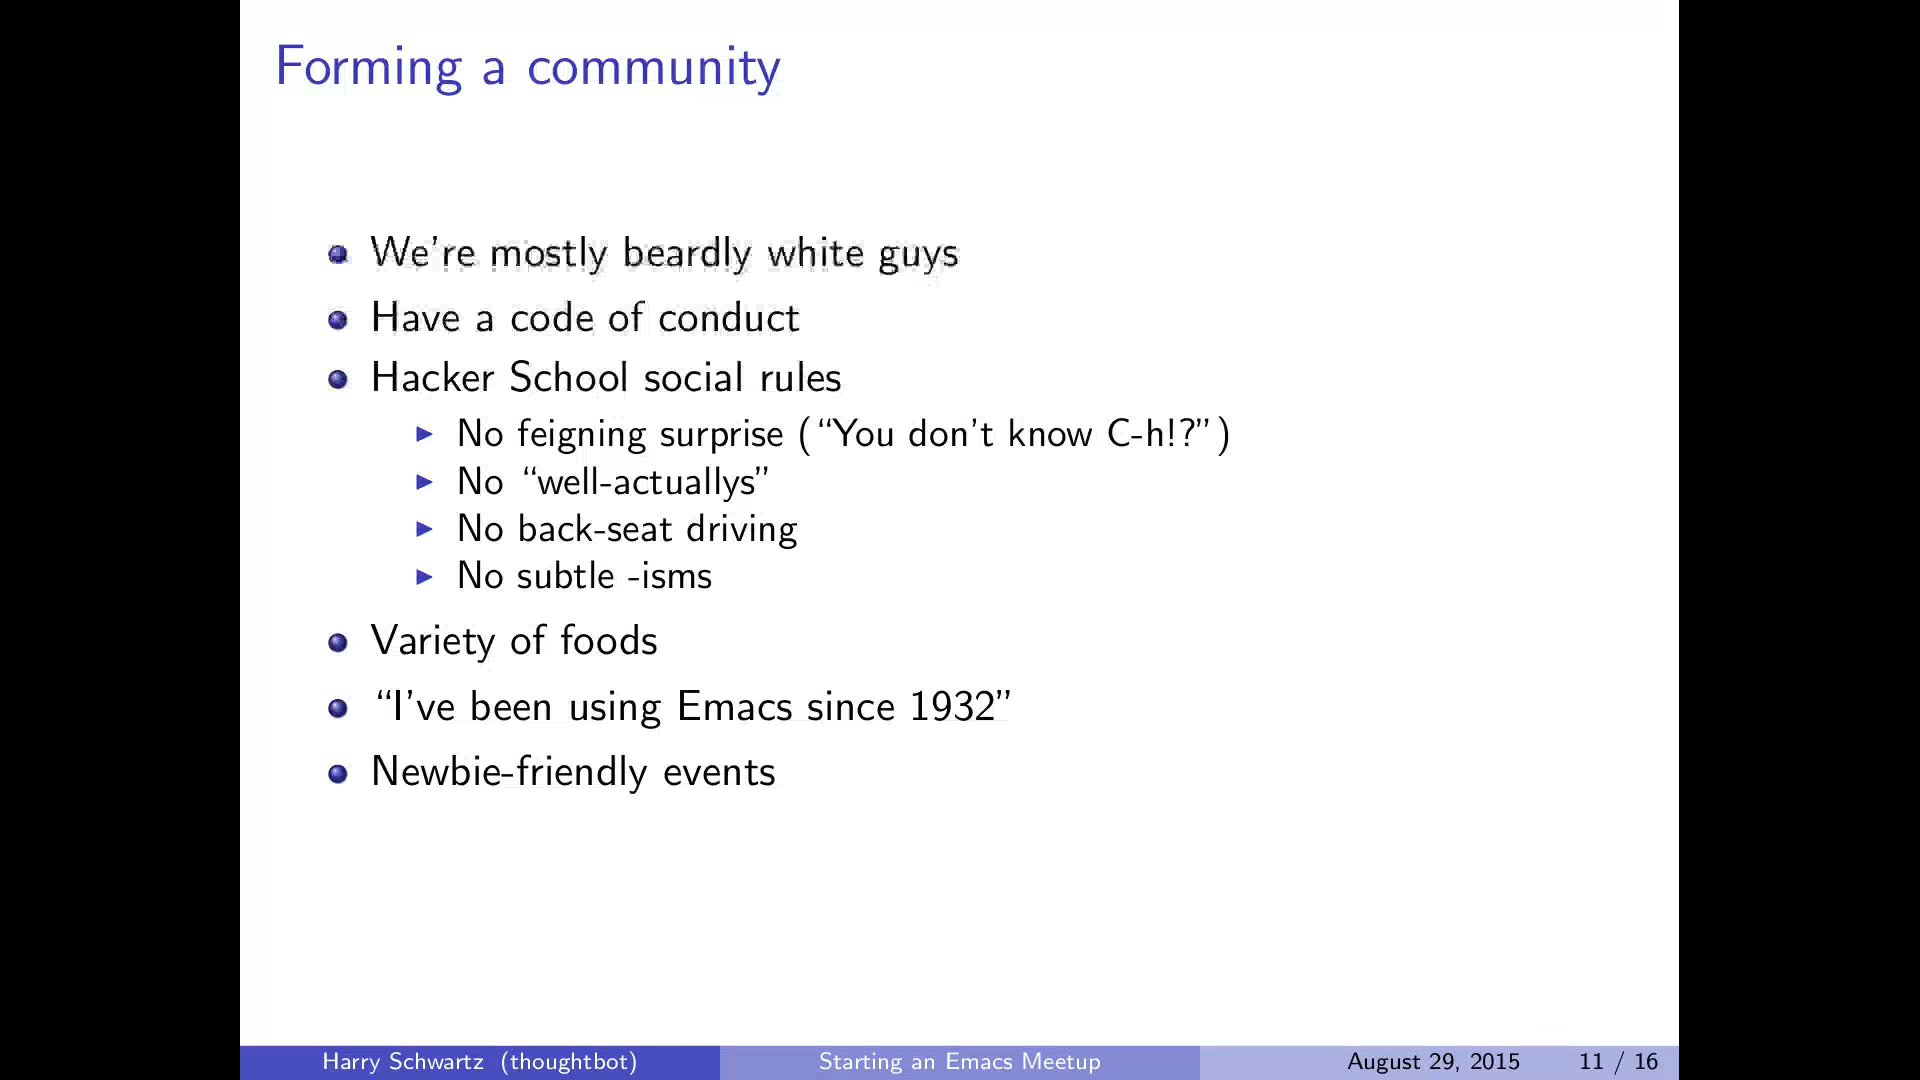 Forming a community
We're mostly beardly white guys
Have a code of conduct
Hacker School social rules
No feigning surprise (“You don't know C-h!?”)
No “well-actuallys”
No back-seat driving
No subtle -isms
Variety of foods
“I've been using Emacs since 1932”
Newbie-friendly events
Harry Schwartz (thoughtbot) Starting an Emacs Meetup August 29, 2015 11 / 16